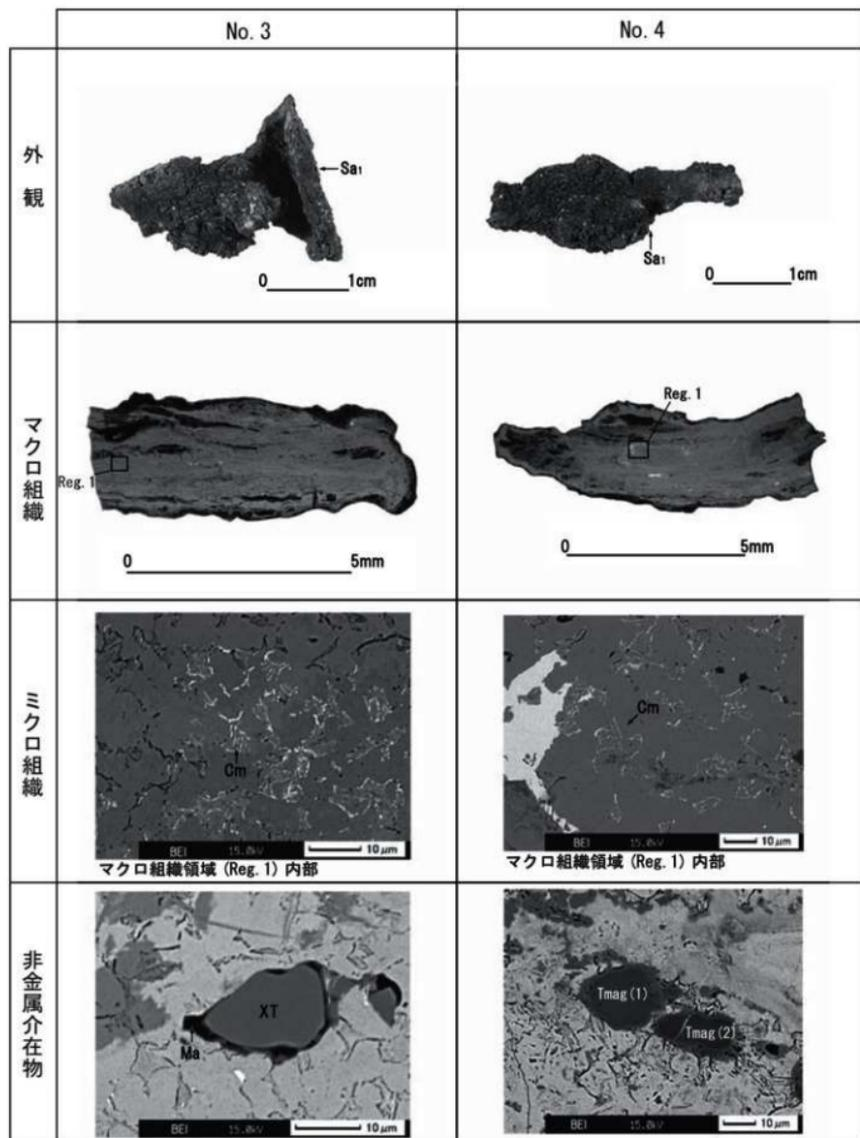 No. 3
No. 4
外観
Sa1
0 1cm
Sa1
0 1cm
マクロ組織
Reg. 1
0 5mm
Reg. 1
0 5mm
ミクロ組織
Cm
BEI 15.0kV 10μm
マクロ組織領域 (Reg. 1) 内部
Cm
BEI 15.0kV 10μm
マクロ組織領域 (Reg. 1) 内部
非金属介在物
XT
Ma
BEI 15.0kV 10μm
Tmag(1)
Tmag(2)
BEI 15.0kV 10μm